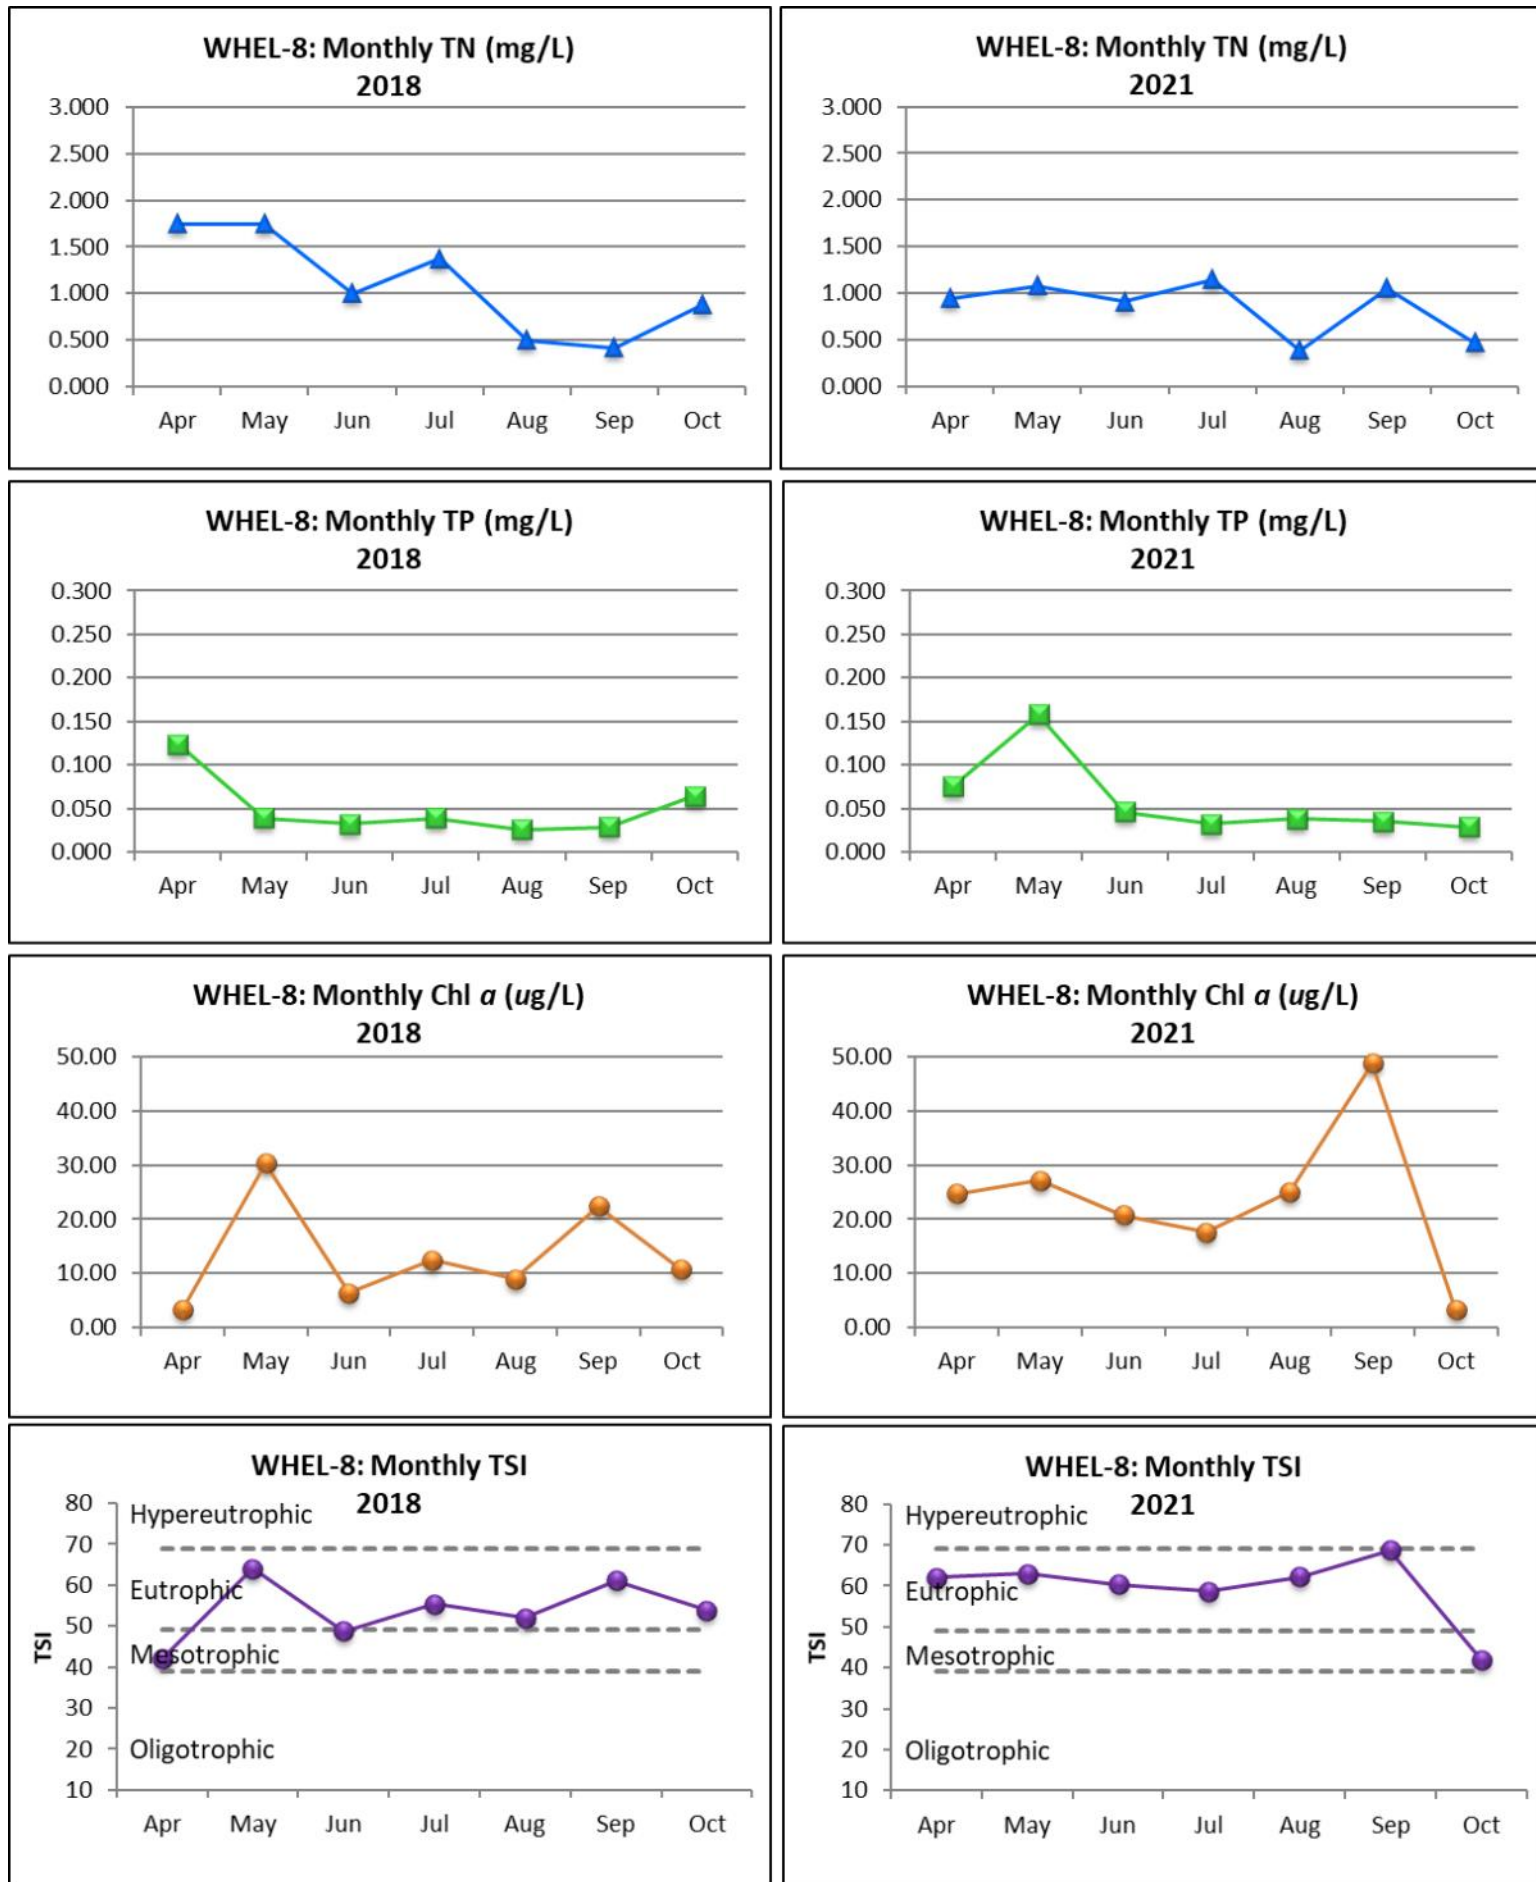 WHEL-8: Monthly TN (mg/L)
2018
3.000
2.500
2.000
1.500
1.000
0.500
0.000
Apr May Jun Jul Aug Sep Oct
WHEL-8: Monthly TN (mg/L)
2021
3.000
2.500
2.000
1.500
1.000
0.500
0.000
Apr May Jun Jul Aug Sep Oct
WHEL-8: Monthly TP (mg/L)
2018
0.300
0.250
0.200
0.150
0.100
0.050
0.000
Apr May Jun Jul Aug Sep Oct
WHEL-8: Monthly TP (mg/L)
2021
0.300
0.250
0.200
0.150
0.100
0.050
0.000
Apr May Jun Jul Aug Sep Oct
WHEL-8: Monthly Chl a (ug/L)
2018
50.00
40.00
30.00
20.00
10.00
0.00
Apr May Jun Jul Aug Sep Oct
WHEL-8: Monthly Chl a (ug/L)
2021
50.00
40.00
30.00
20.00
10.00
0.00
Apr May Jun Jul Aug Sep Oct
WHEL-8: Monthly TSI
2018
80
70
60
50
40
30
20
10
TSI
Hypereutrophic
Eutrophic
Mesotrophic
Oligotrophic
Apr May Jun Jul Aug Sep Oct
WHEL-8: Monthly TSI
2021
80
70
60
50
40
30
20
10
TSI
Hypereutrophic
Eutrophic
Mesotrophic
Oligotrophic
Apr May Jun Jul Aug Sep Oct